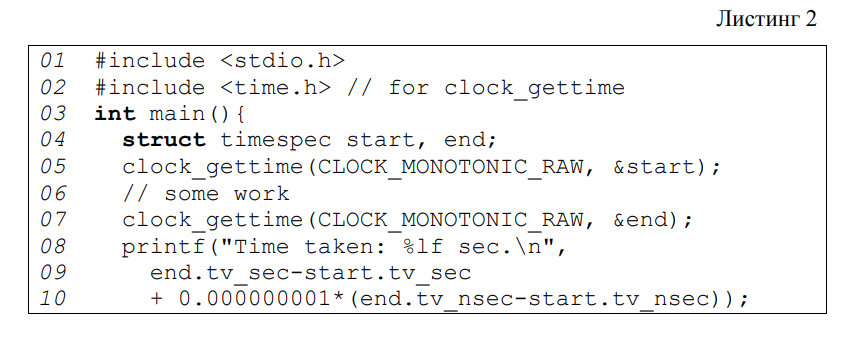 Листинг 2
01 #include <stdio.h>
02 #include <time.h> // for clock_gettime
03 int main(){
04 struct timespec start, end;
05 clock_gettime(CLOCK_MONOTONIC_RAW, &start);
06 // some work
07 clock_gettime(CLOCK_MONOTONIC_RAW, &end);
08 printf("Time taken: %lf sec.\n",
09 end.tv_sec-start.tv_sec
10 + 0.000000001*(end.tv_nsec-start.tv_nsec));